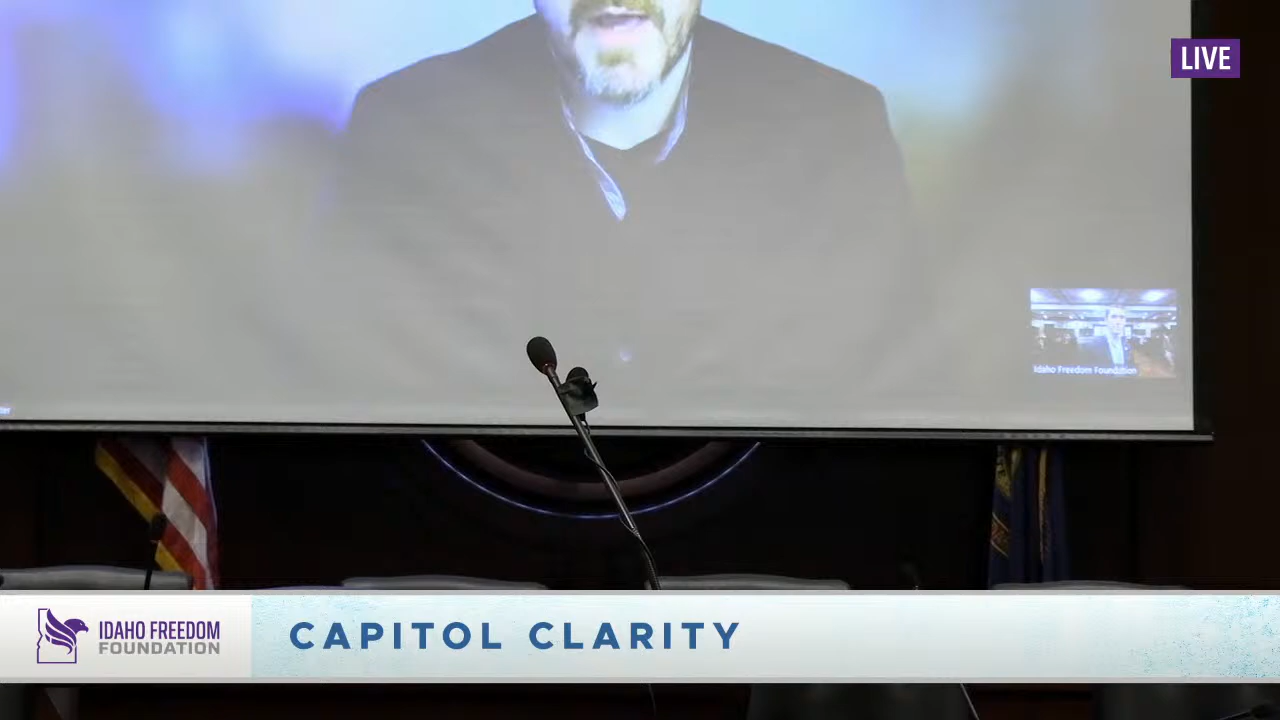 LIVE
Idaho Freedom Foundation
IDAHO FREEDOM
FOUNDATION
CAPITOL CLARITY